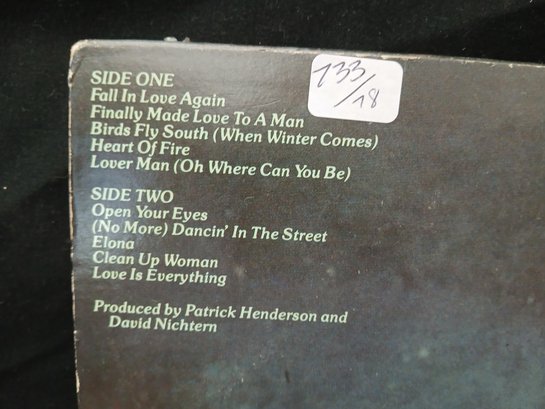 SIDE ONE
Fall In Love Again
Finally Made Love To A Man
Birds Fly South (When Winter Comes)
Heart Of Fire
Lover Man (Oh Where Can You Be)
SIDE TWO
Open Your Eyes
(No More) Dancin' In The Street
Elona
Clean Up Woman
Love Is Everything
Produced by Patrick Henderson and
David Nichtern
733/18